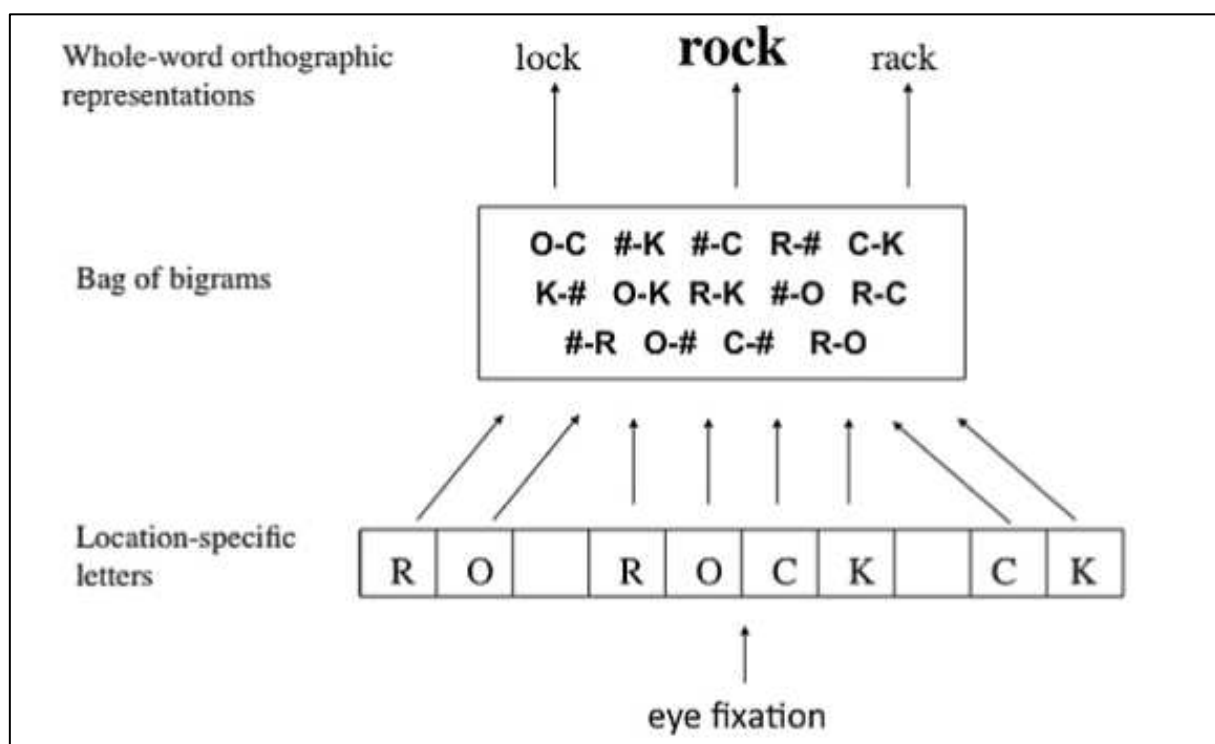 Whole-word orthographic representations
lock rock rack
Bag of bigrams
O-C #-K #-C R-# C-K
K-# O-K R-K #-O R-C
#-R O-# C-# R-O
Location-specific letters
R O R O C K C K
eye fixation